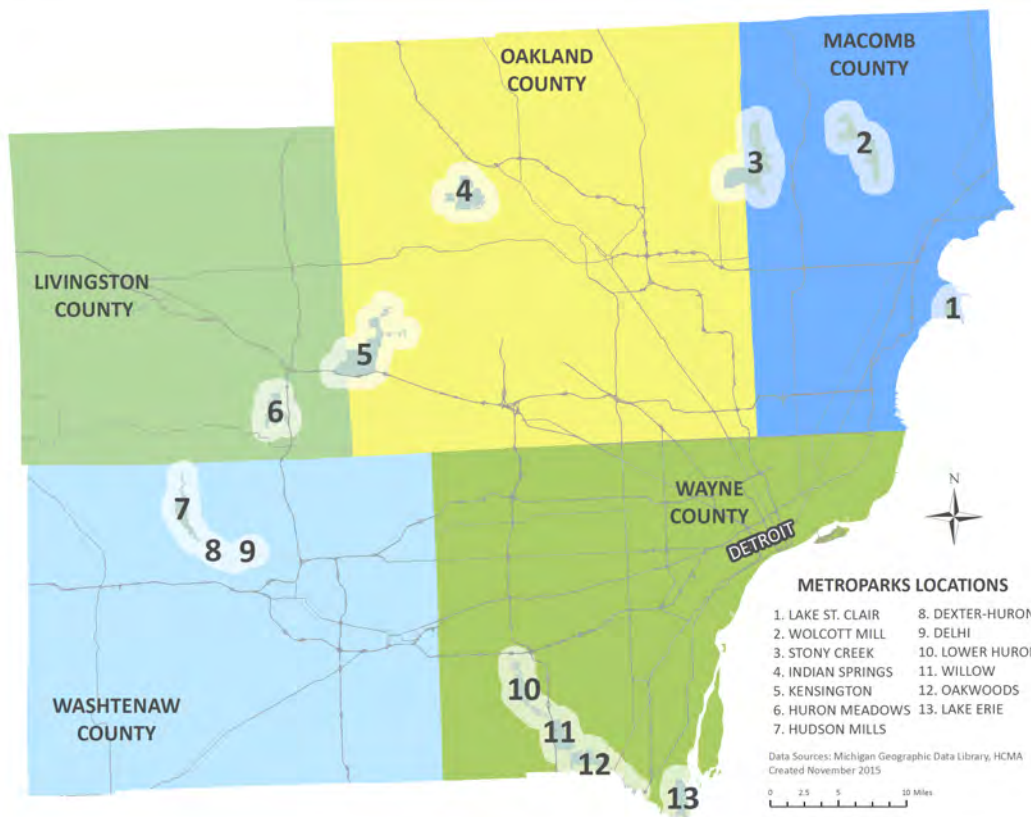 OAKLAND
COUNTY
MACOMB
COUNTY
2
3
4
LIVINGSTON
COUNTY
1
5
6
N
WAYNE
COUNTY
7
8
9
DETROIT
WASHTENAW
COUNTY
10
11
12
13
METROPARKS LOCATIONS
1. LAKE ST. CLAIR
2. WOLCOTT MILL
3. STONY CREEK
4. INDIAN SPRINGS
5. KENSINGTON
6. HURON MEADOWS
7. HUDSON MILLS
8. DEXTER-HURON
9. DELHI
10. LOWER HURON
11. WILLOW
12. OAKWOODS
13. LAKE ERIE
Data Sources: Michigan Geographic Data Library, HCMA
Created November 2015
0 2.5 5 10 Miles